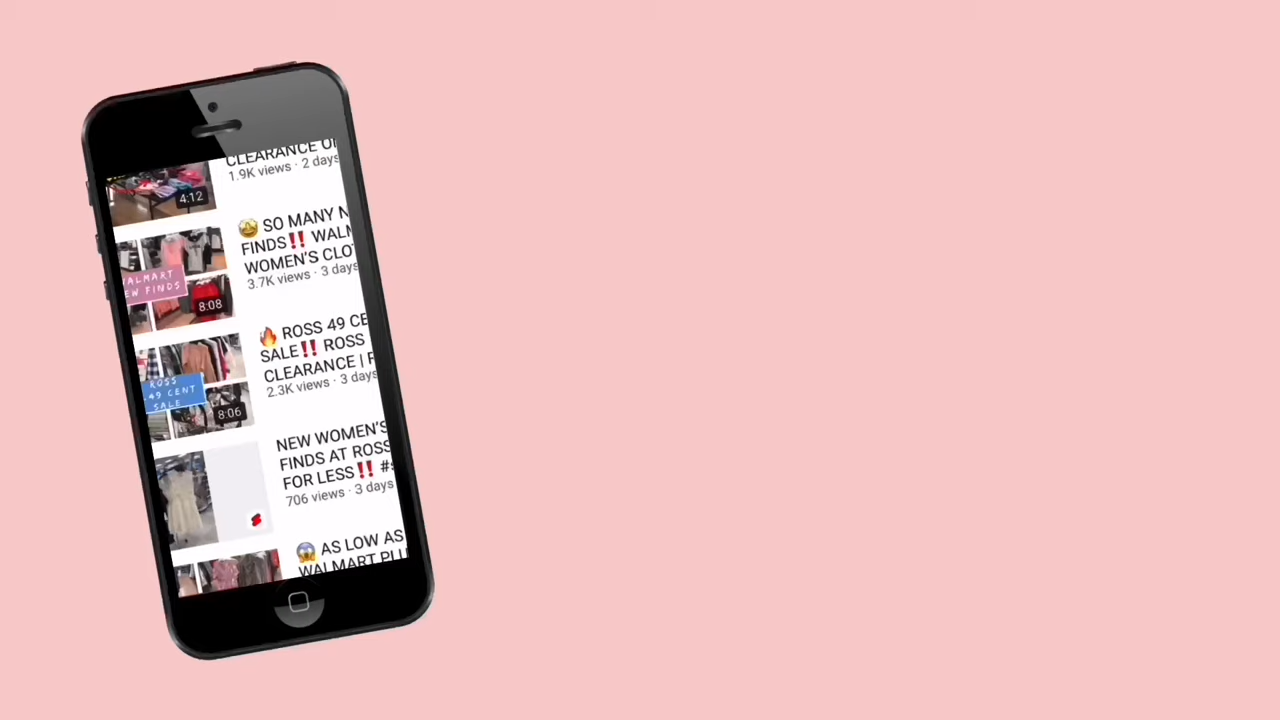 CLEARANCE
1.9K views · 2 days
4:12
🤩 SO MANY
FINDS‼️
WOMEN'S
3.7K views · 3 days
WALMART
NEW FINDS
8:08
🔥 ROSS 49
SALE‼️ ROSS
CLEARANCE |
2.3K views · 3 days
ROSS
.49 CENT
SALE
8:06
NEW WOMEN'S
FINDS AT ROSS
FOR LESS‼️
706 views · 3 days
😱 AS LOW AS
WALMART